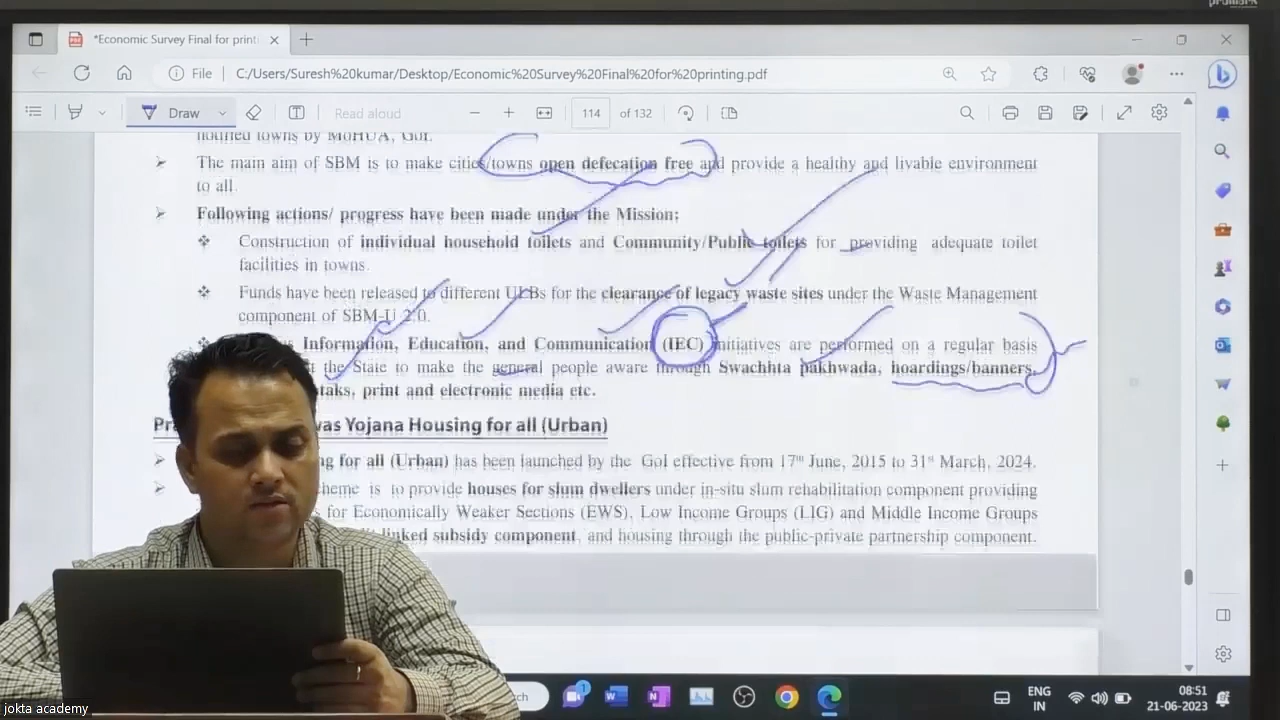 *Economic Survey Final for print
File C:/Users/Suresh%20kumar/Desktop/Economic%20Survey%20Final%20for%20printing.pdf
Draw Read aloud 114 of 132
notified towns by MoHUA, GoI.
The main aim of SBM is to make cities/towns open defecation free and provide a healthy and livable environment
to all.
Following actions/ progress have been made under the Mission:
Construction of individual household toilets and Community/Public toilets for providing adequate toilet
facilities in towns.
Funds have been released to different ULBs for the clearance of legacy waste sites under the Waste Management
component of SBM-U 2.0.
Information, Education, and Communication (IEC) initiatives are performed on a regular basis
the State to make the general people aware through Swachhta pakhwada, hoardings/banners,
print and electronic media etc.
Yojana Housing for all (Urban)
for all (Urban) has been launched by the GoI effective from 17th June, 2015 to 31st March, 2024.
is to provide houses for slum dwellers under in-situ slum rehabilitation component providing
for Economically Weaker Sections (EWS), Low Income Groups (LIG) and Middle Income Groups
linked subsidy component, and housing through the public-private partnership component.
ENG
IN
08:51
21-06-2023
jokta academy